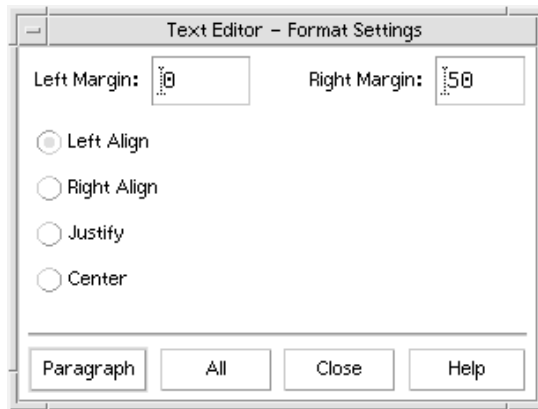 Text Editor – Format Settings
Left Margin: 0 Right Margin: 50
Left Align
Right Align
Justify
Center
Paragraph All Close Help